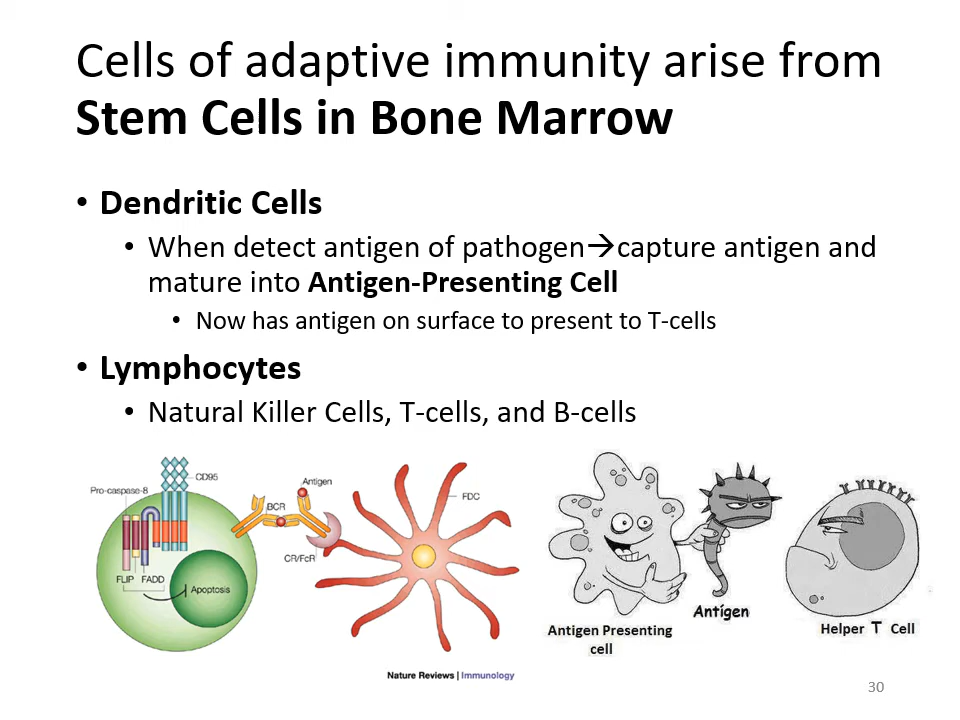 Cells of adaptive immunity arise from
Stem Cells in Bone Marrow
• Dendritic Cells
• When detect antigen of pathogen→capture antigen and
mature into Antigen-Presenting Cell
• Now has antigen on surface to present to T-cells
• Lymphocytes
• Natural Killer Cells, T-cells, and B-cells
CD95
Pro-caspase-8
Antigen
BCR
FDC
CR/FcR
FLIP FADD
Apoptosis
Antígen
Antigen Presenting
cell
Helper T Cell
Nature Reviews | Immunology
30